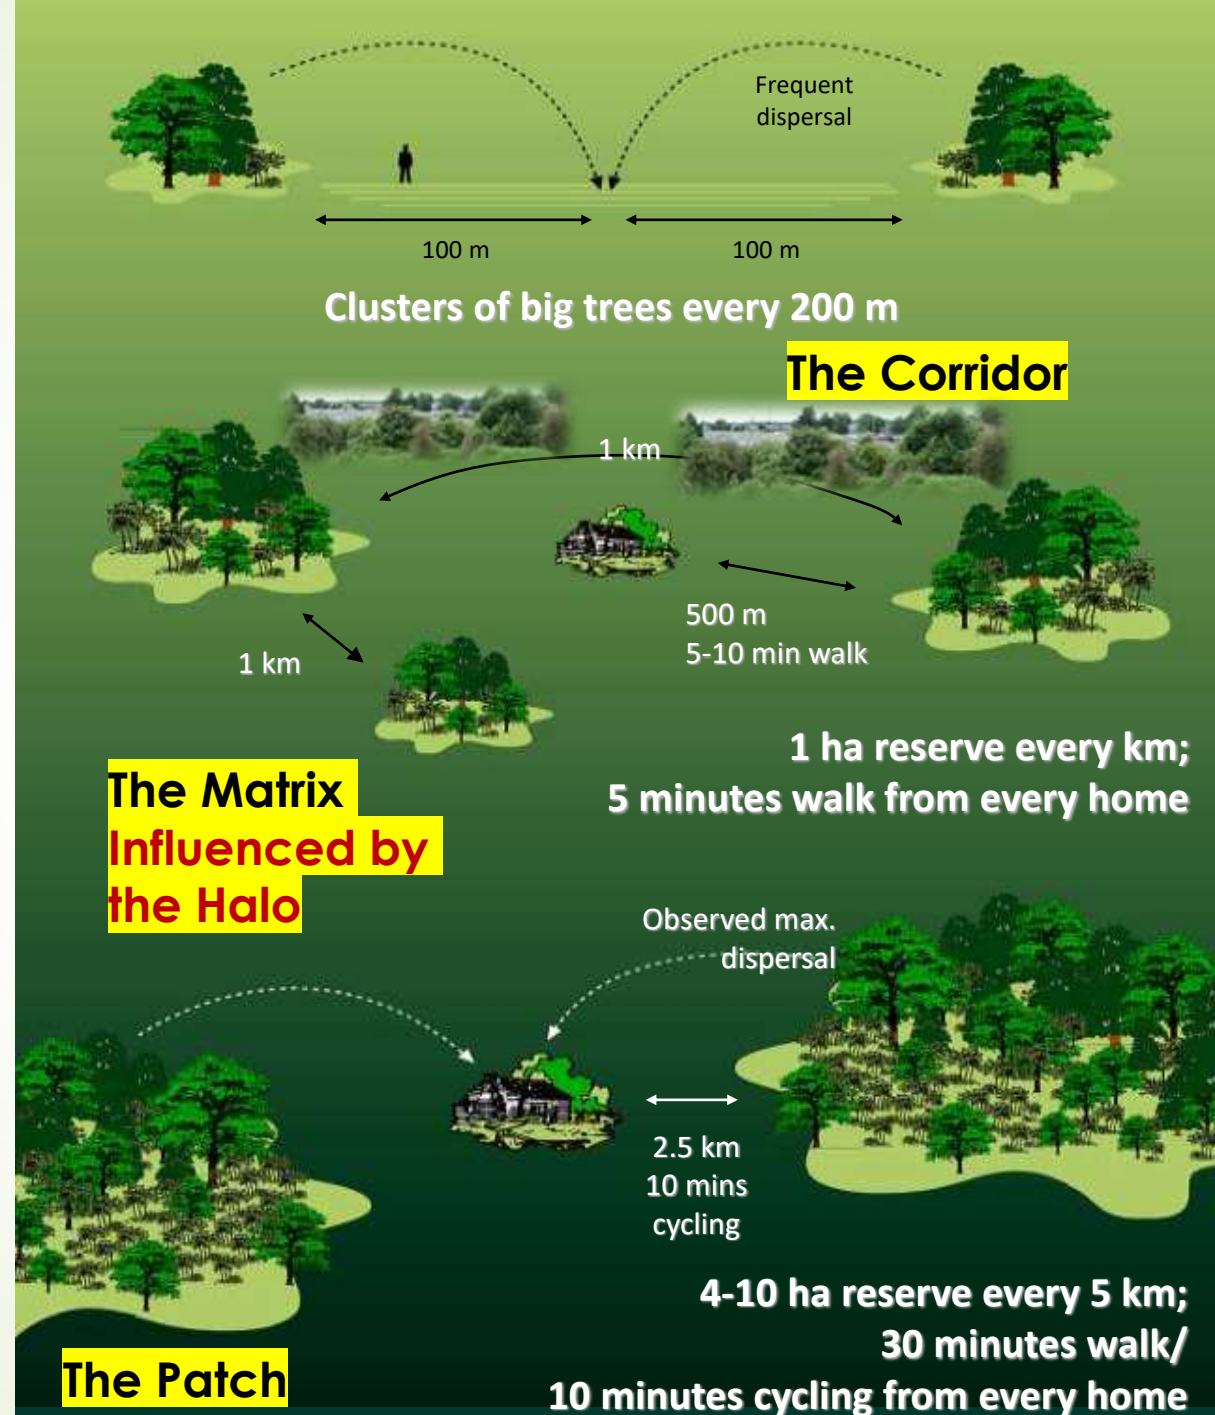 Frequent
dispersal
100 m
100 m
Clusters of big trees every 200 m
The Corridor
1 km
500 m
5-10 min walk
1 km
1 ha reserve every km;
5 minutes walk from every home
The Matrix
Influenced by
the Halo
Observed max.
dispersal
2.5 km
10 mins
cycling
4-10 ha reserve every 5 km;
30 minutes walk/
10 minutes cycling from every home
The Patch